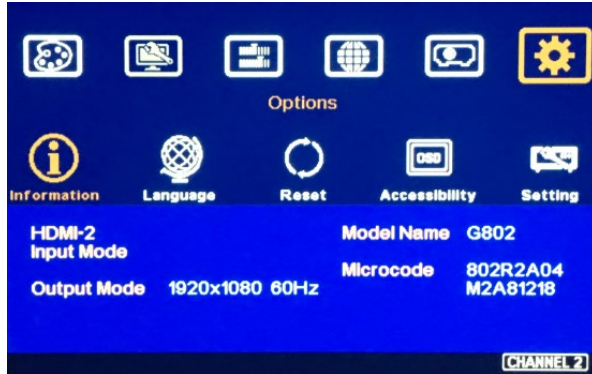 Options
OSD
Information Language Reset Accessibility Setting
HDMI-2
Input Mode
Output Mode 1920x1080 60Hz
Model Name G802
Microcode 802R2A04
M2A81218
CHANNEL 2